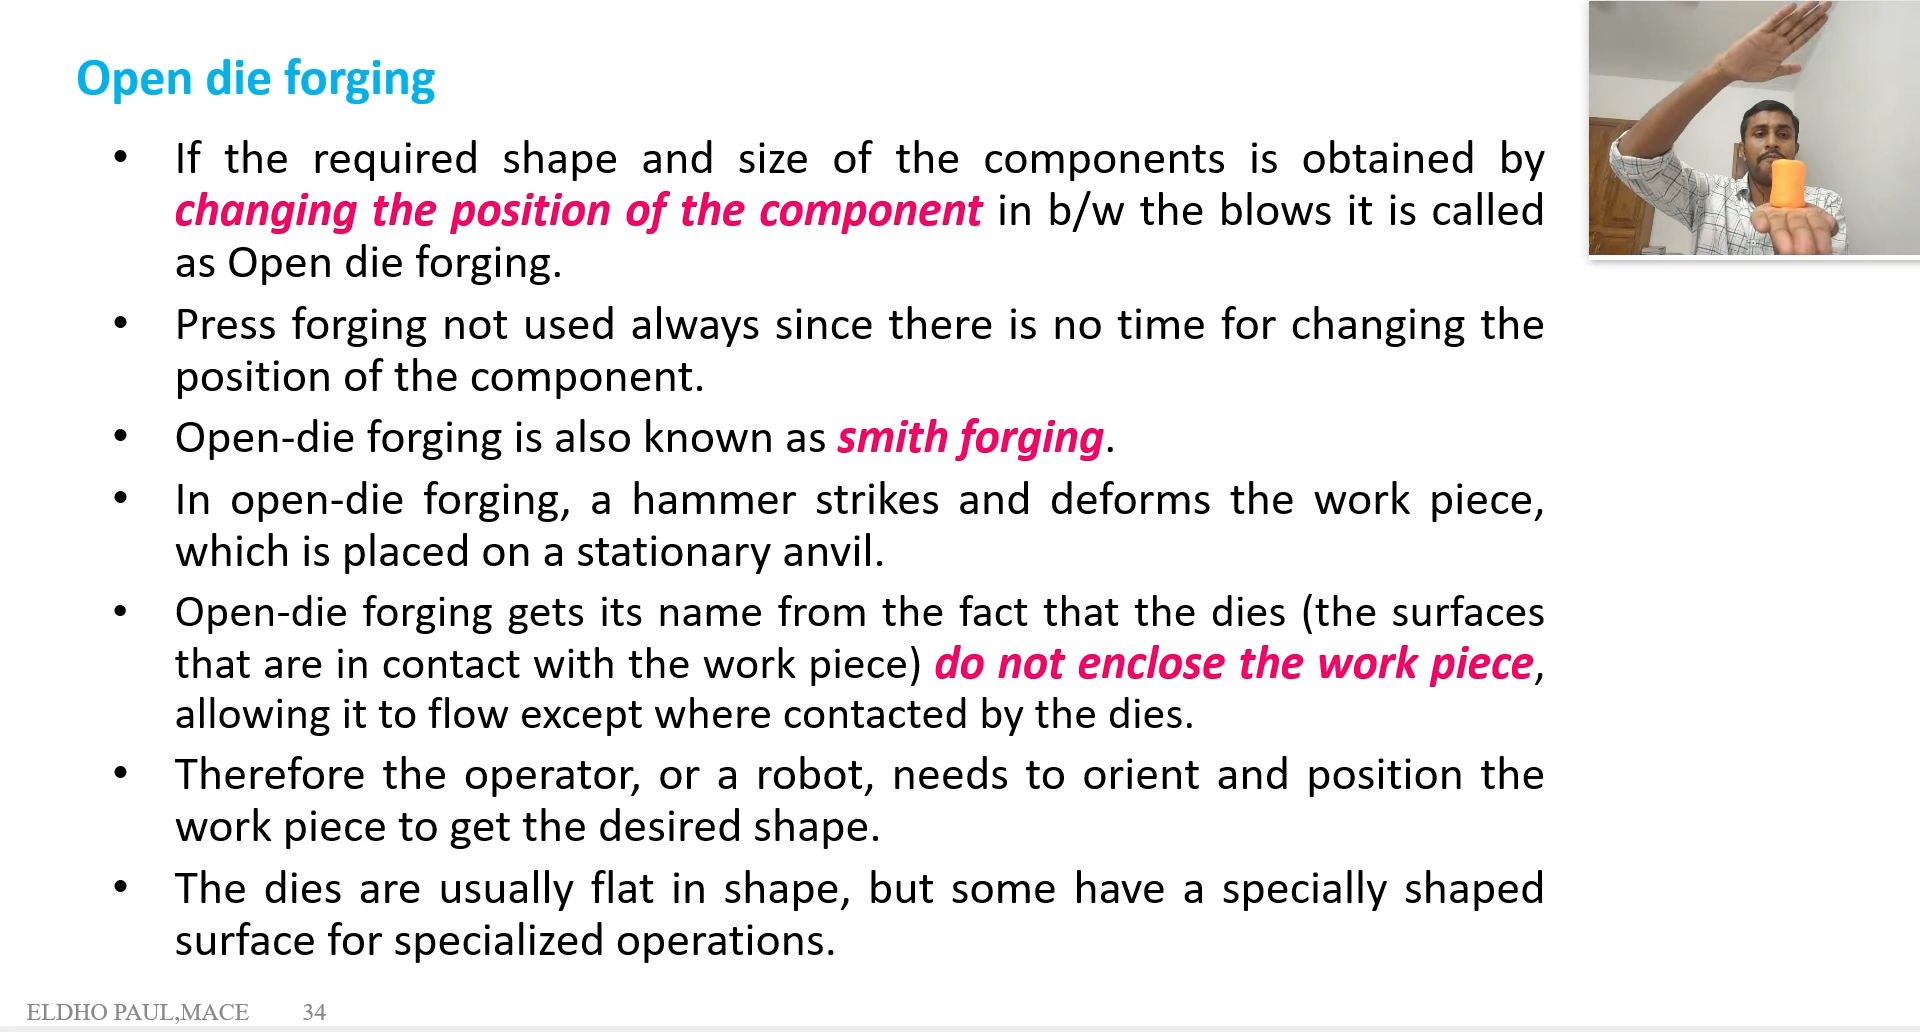 Open die forging
• If the required shape and size of the components is obtained by
changing the position of the component in b/w the blows it is called
as Open die forging.
• Press forging not used always since there is no time for changing the
position of the component.
• Open-die forging is also known as smith forging.
• In open-die forging, a hammer strikes and deforms the work piece,
which is placed on a stationary anvil.
• Open-die forging gets its name from the fact that the dies (the surfaces
that are in contact with the work piece) do not enclose the work piece,
allowing it to flow except where contacted by the dies.
• Therefore the operator, or a robot, needs to orient and position the
work piece to get the desired shape.
• The dies are usually flat in shape, but some have a specially shaped
surface for specialized operations.
ELDHO PAUL,MACE 34